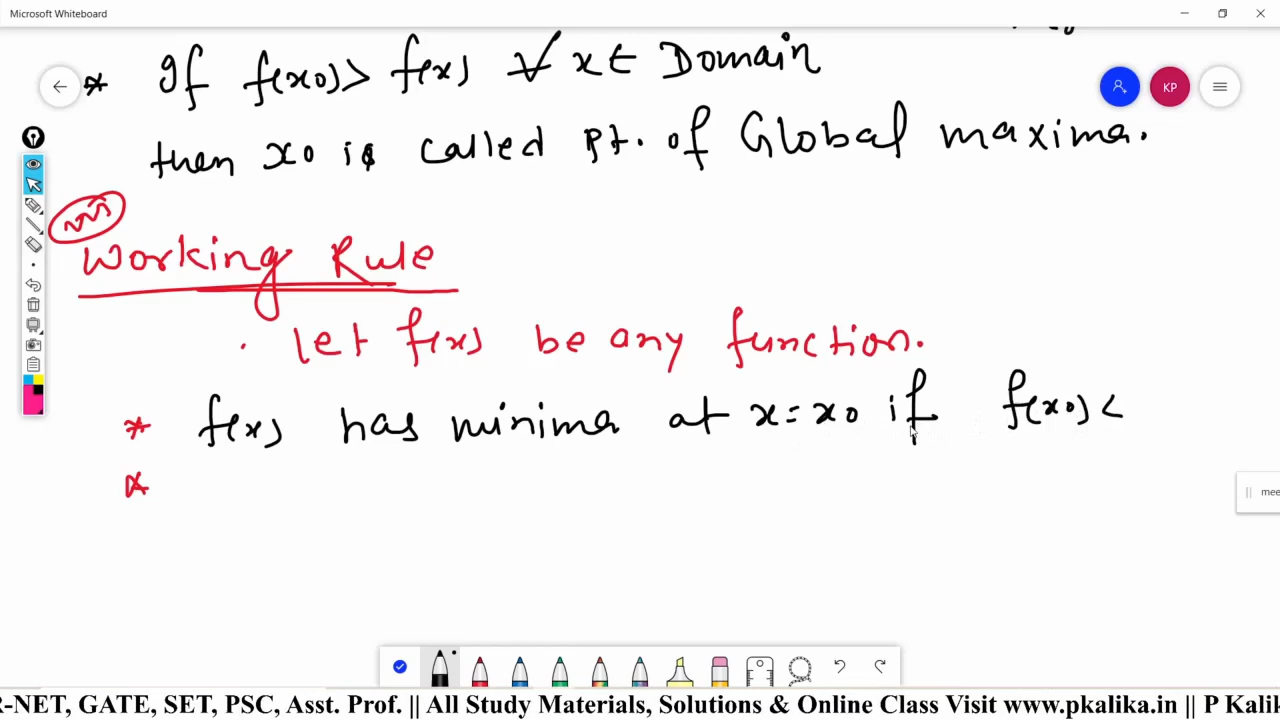 Microsoft Whiteboard
* If f(x0) > f(x) ∀ x ∈ Domain
then x0 is called pt. of Global maxima.
KP
Working Rule
. let f(x) be any function.
* f(x) has minima at x = x0 if f(x0) <
*
mee
R-NET, GATE, SET, PSC, Asst. Prof. || All Study Materials, Solutions & Online Class Visit www.pkalika.in || P Kalik